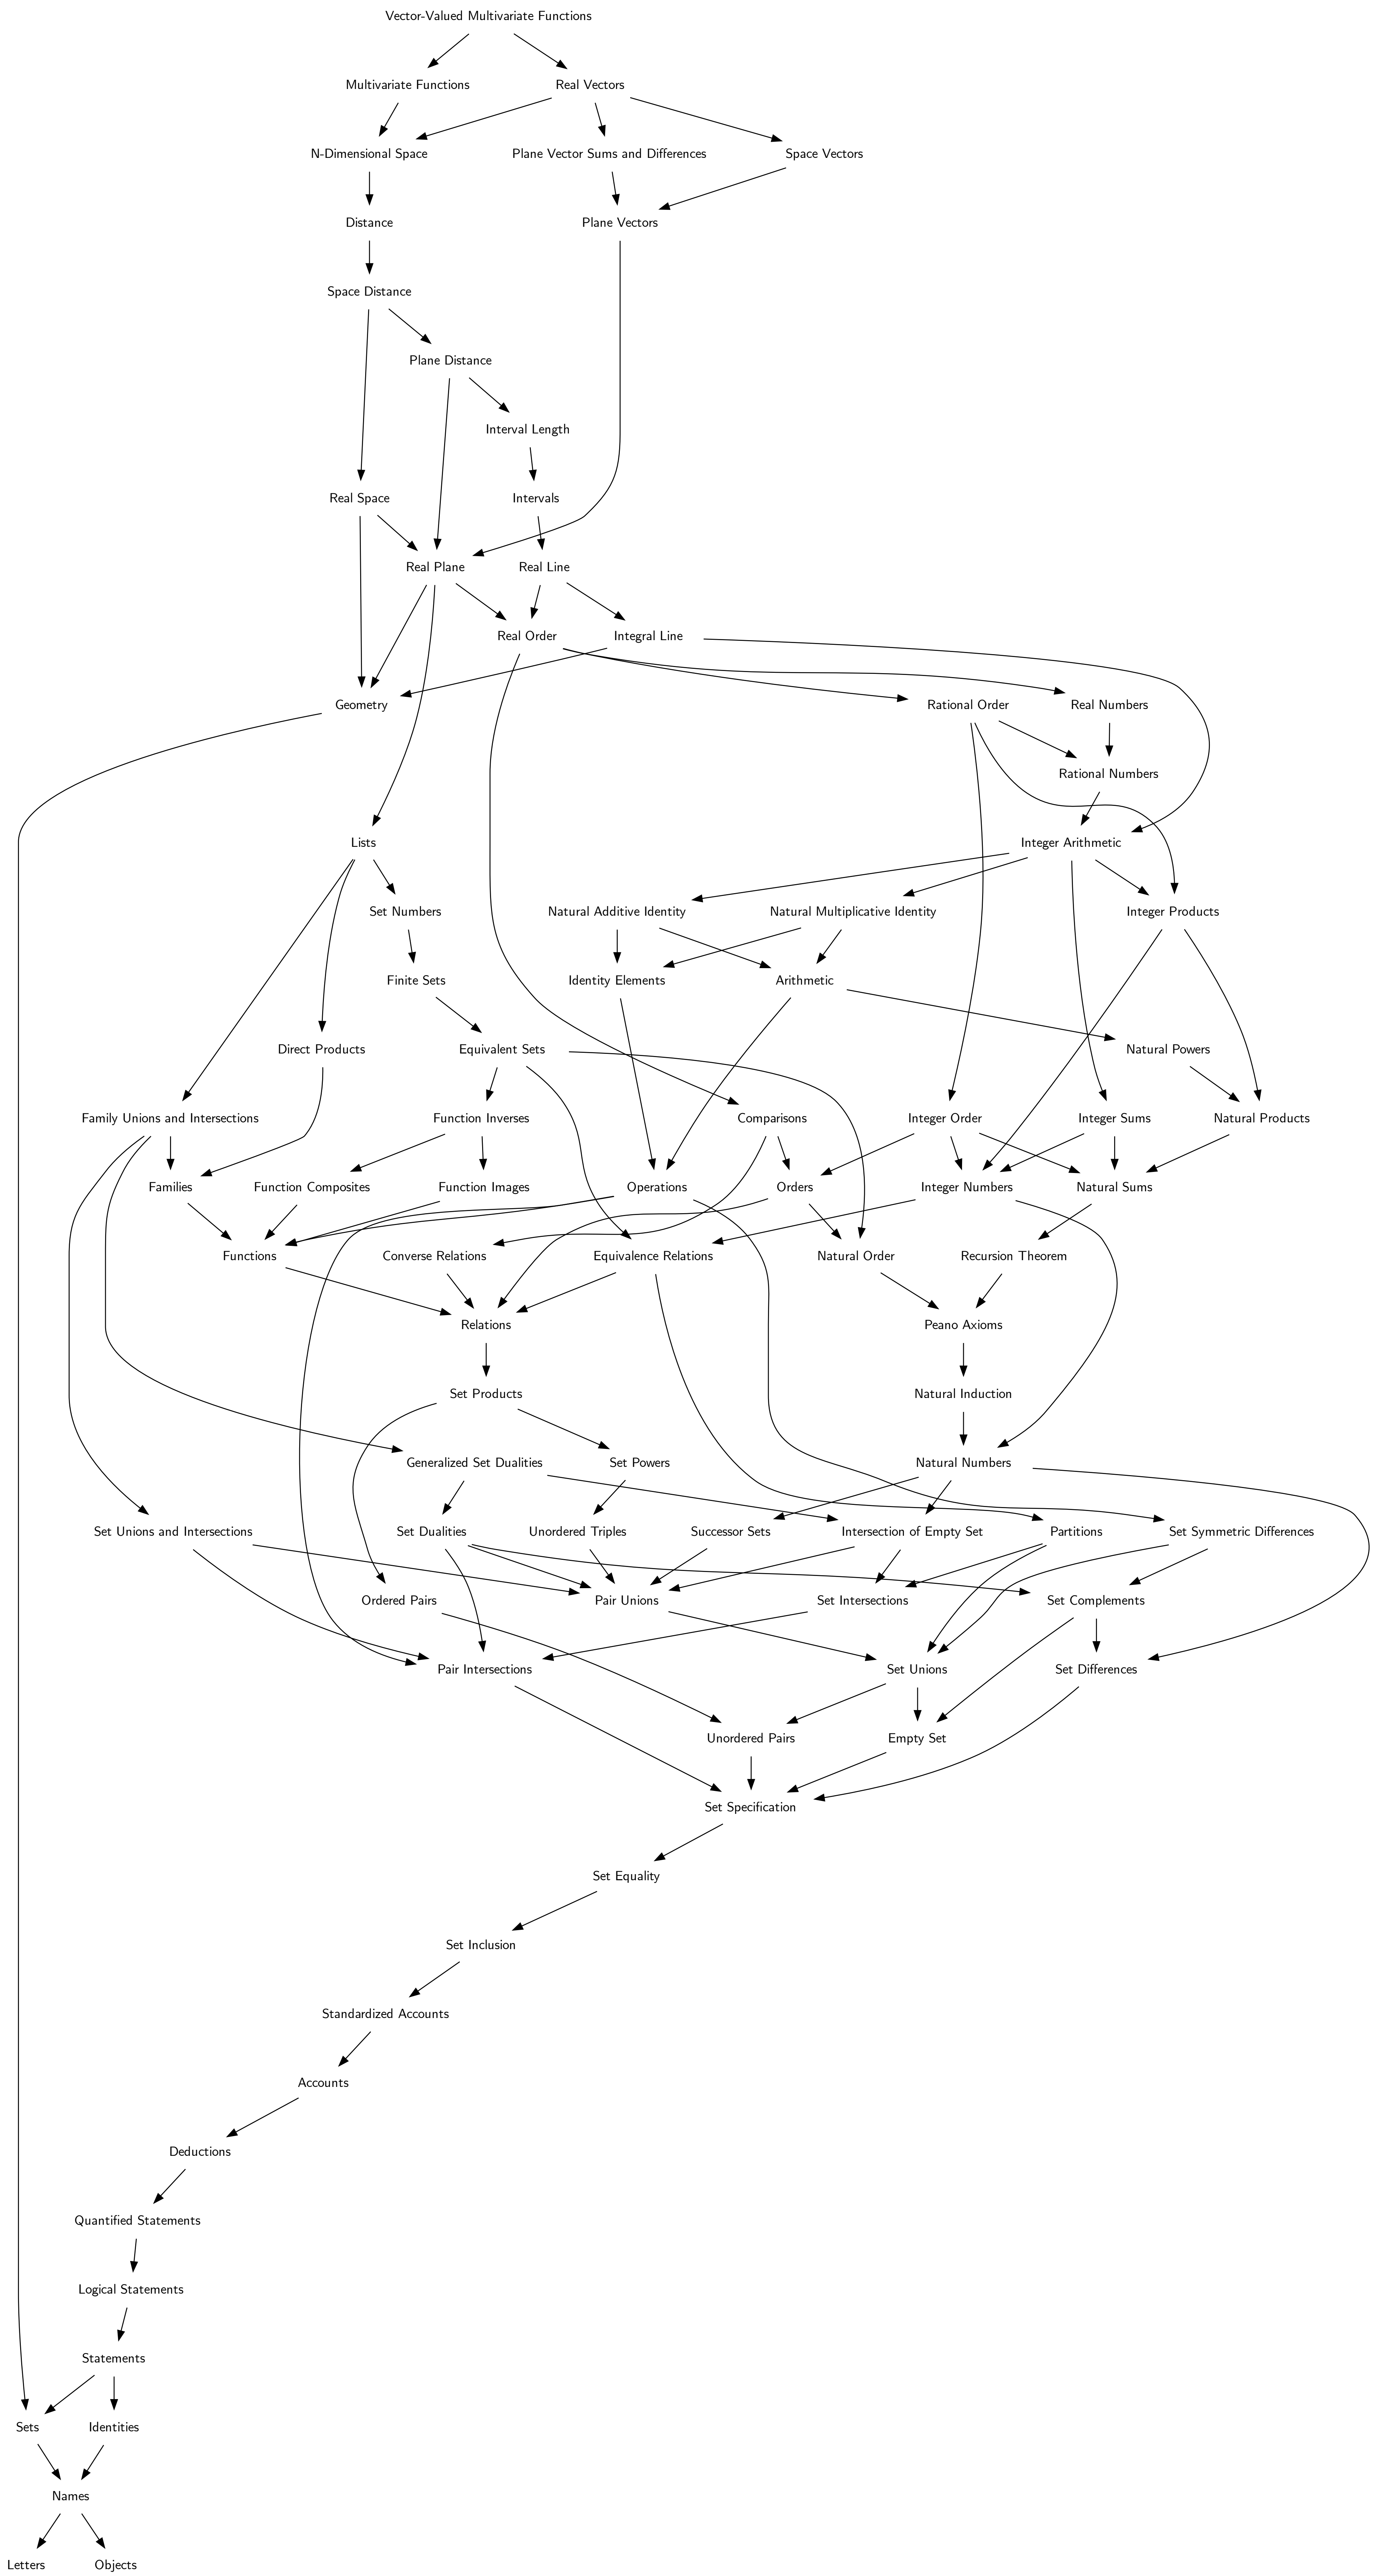 Vector-Valued Multivariate Functions
Multivariate Functions
Real Vectors
N-Dimensional Space
Plane Vector Sums and Differences
Space Vectors
Distance
Plane Vectors
Space Distance
Plane Distance
Interval Length
Real Space
Intervals
Real Plane
Real Line
Real Order
Integral Line
Geometry
Rational Order
Real Numbers
Rational Numbers
Lists
Integer Arithmetic
Set Numbers
Natural Additive Identity
Natural Multiplicative Identity
Integer Products
Finite Sets
Identity Elements
Arithmetic
Direct Products
Equivalent Sets
Natural Powers
Family Unions and Intersections
Function Inverses
Comparisons
Integer Order
Integer Sums
Natural Products
Families
Function Composites
Function Images
Operations
Orders
Integer Numbers
Natural Sums
Functions
Converse Relations
Equivalence Relations
Natural Order
Recursion Theorem
Relations
Peano Axioms
Set Products
Natural Induction
Generalized Set Dualities
Set Powers
Natural Numbers
Set Unions and Intersections
Set Dualities
Unordered Triples
Successor Sets
Intersection of Empty Set
Partitions
Set Symmetric Differences
Ordered Pairs
Pair Unions
Set Intersections
Set Complements
Pair Intersections
Set Unions
Set Differences
Unordered Pairs
Empty Set
Set Specification
Set Equality
Set Inclusion
Standardized Accounts
Accounts
Deductions
Quantified Statements
Logical Statements
Statements
Sets
Identities
Names
Letters
Objects